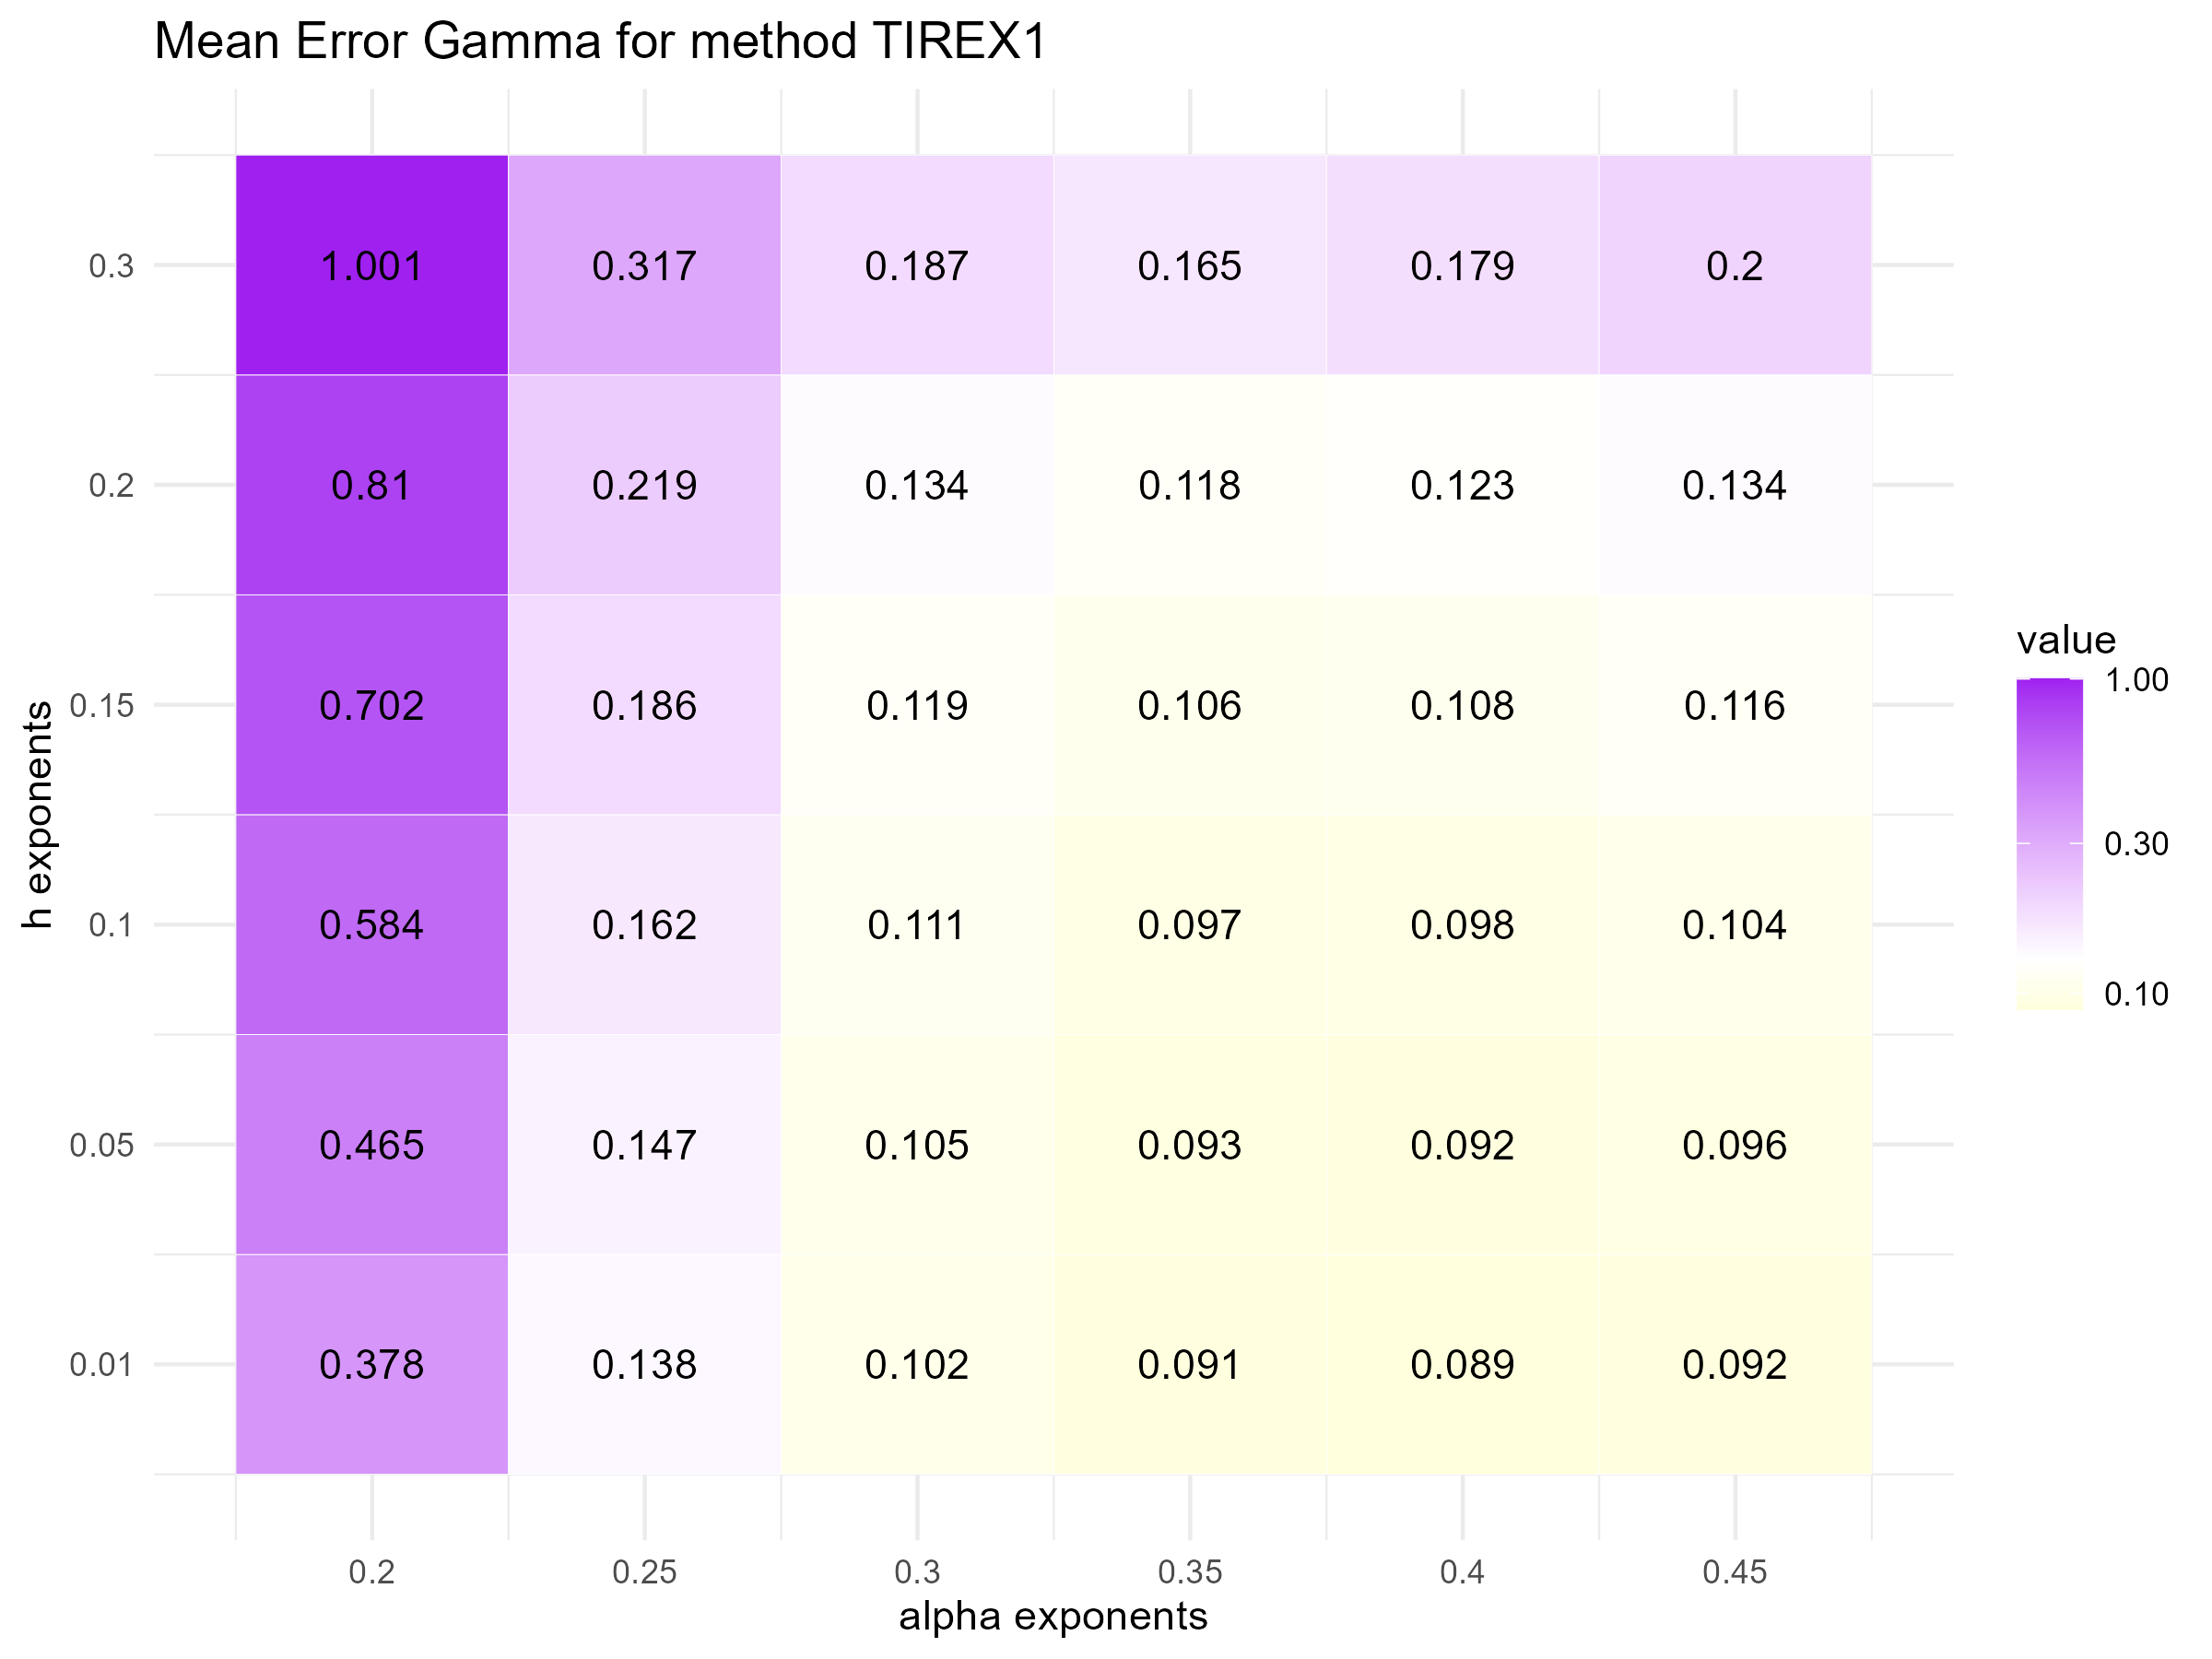 Mean Error Gamma for method TIREX1
0.3 1.001 0.317 0.187 0.165 0.179 0.2
0.2 0.81 0.219 0.134 0.118 0.123 0.134
0.15 0.702 0.186 0.119 0.106 0.108 0.116
0.1 0.584 0.162 0.111 0.097 0.098 0.104
0.05 0.465 0.147 0.105 0.093 0.092 0.096
0.01 0.378 0.138 0.102 0.091 0.089 0.092
0.2 0.25 0.3 0.35 0.4 0.45
alpha exponents
h exponents
value
1.00
0.30
0.10